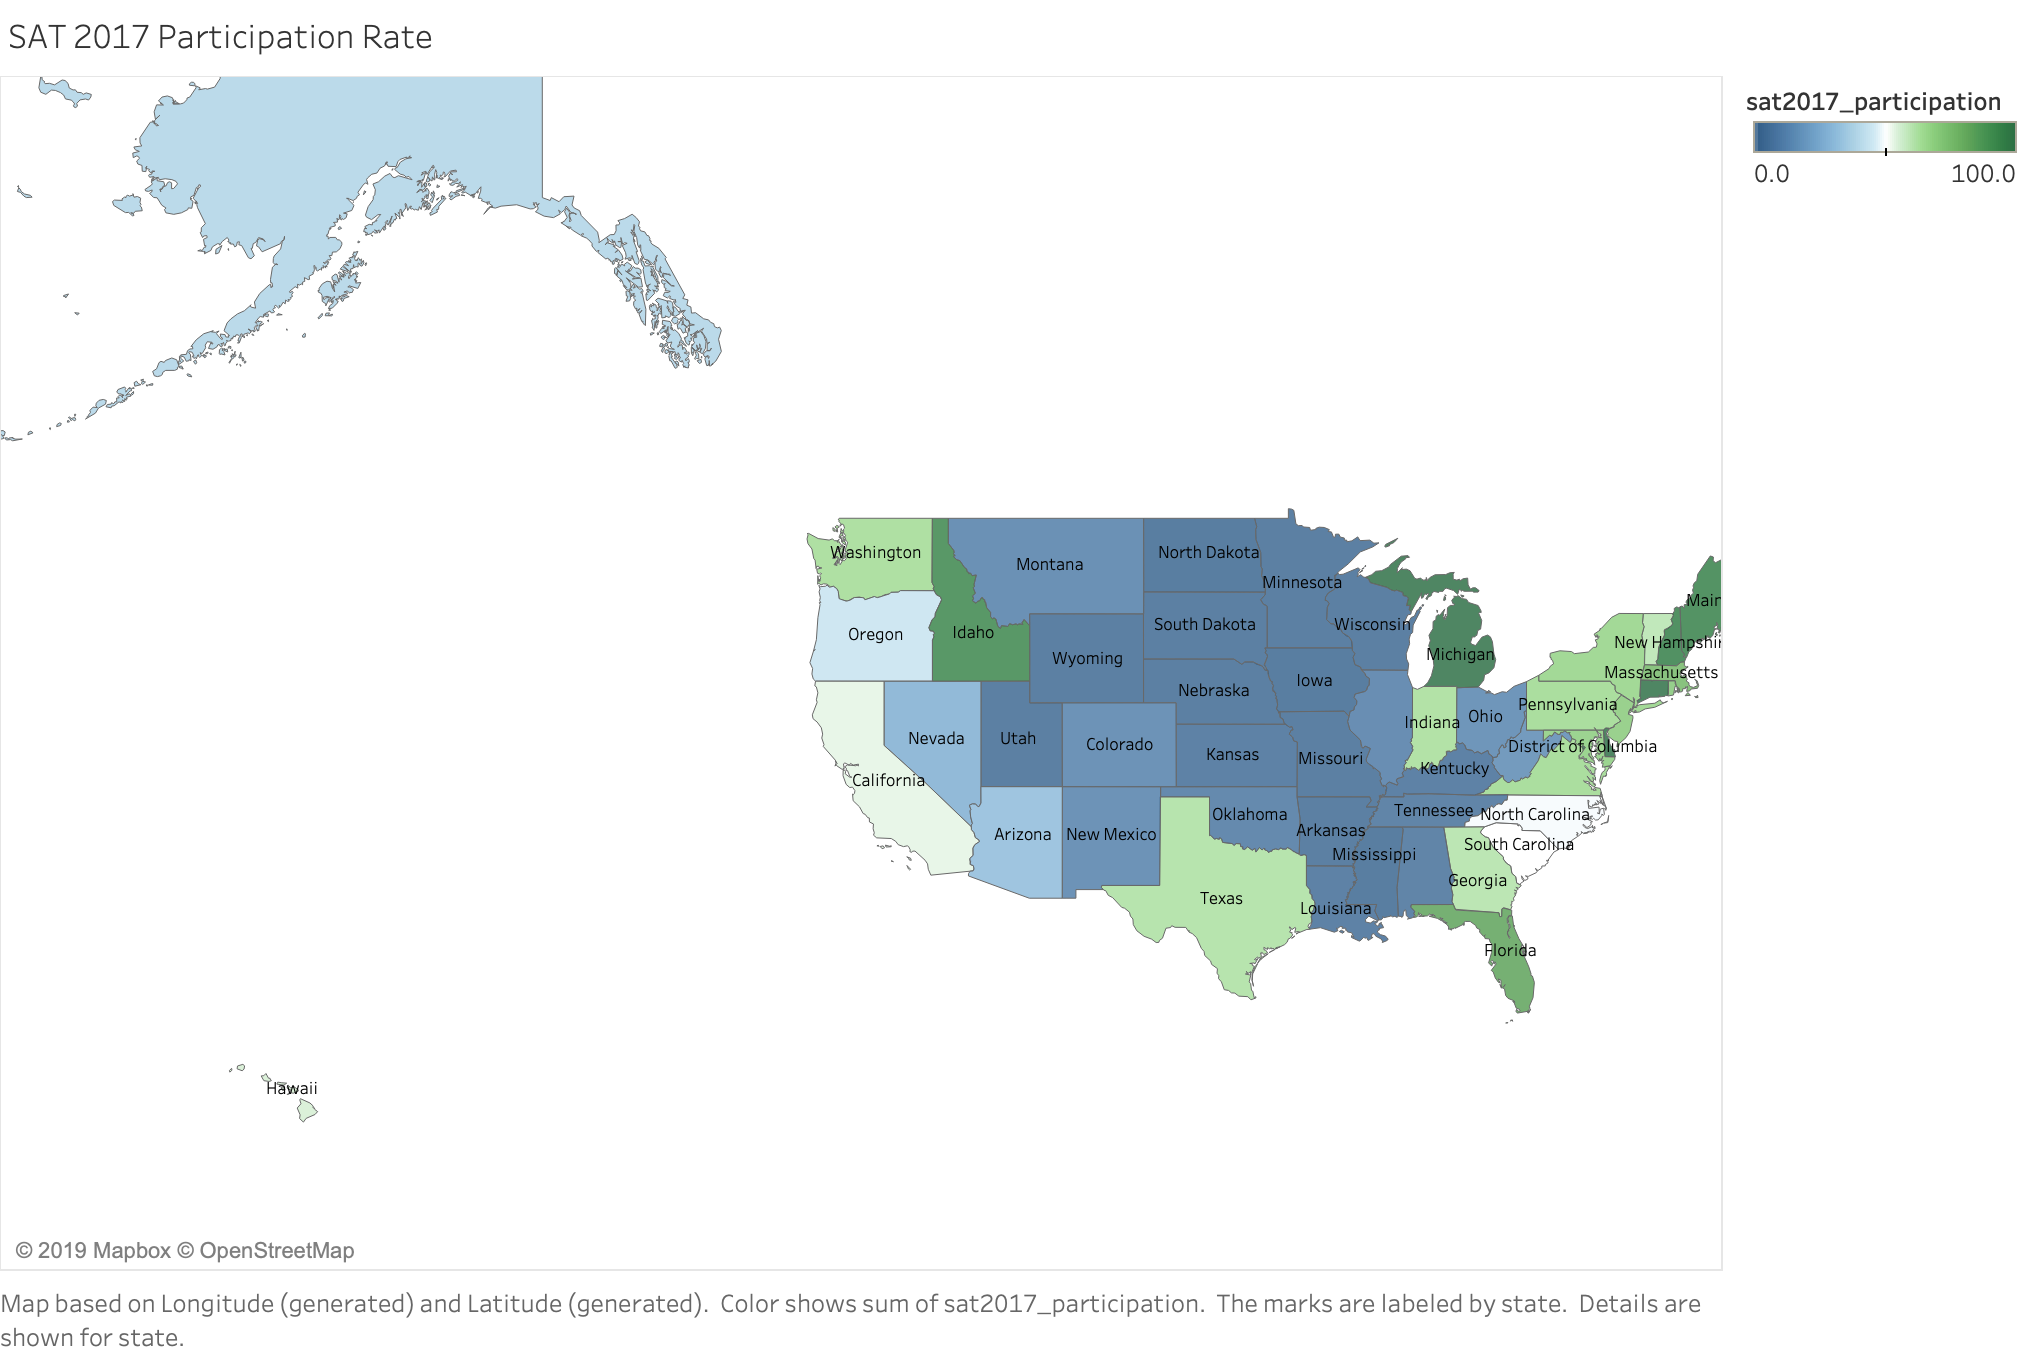 SAT 2017 Participation Rate
sat2017_participation
0.0
100.0
Washington
Montana
North Dakota
Minnesota
Main
Oregon
Idaho
South Dakota
Wisconsin
New Hampshir
Wyoming
Michigan
Massachusetts
Nebraska
Iowa
Pennsylvania
Nevada
Utah
Colorado
Indiana
Ohio
District of Columbia
California
Kansas
Missouri
Kentucky
Arizona
New Mexico
Oklahoma
Arkansas
Tennessee
North Carolina
South Carolina
Mississippi
Georgia
Texas
Louisiana
Florida
Hawaii
© 2019 Mapbox © OpenStreetMap
Map based on Longitude (generated) and Latitude (generated).  Color shows sum of sat2017_participation.  The marks are labeled by state.  Details are
shown for state.